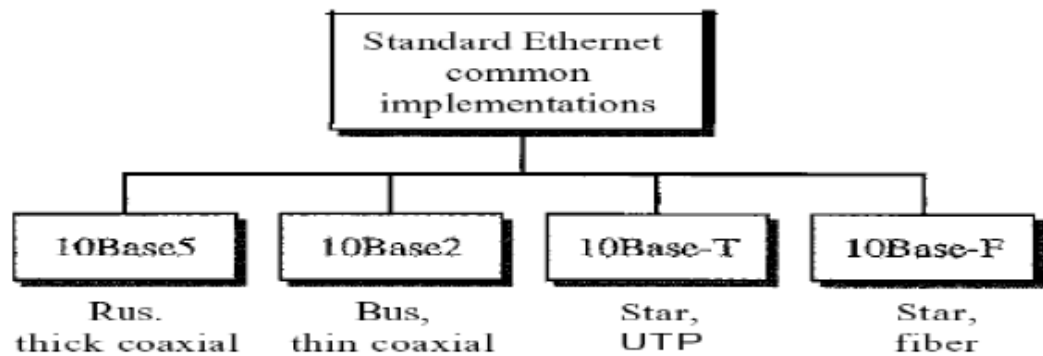 Standard Ethernet
common
implementations
10Base5
10Base2
10Base-T
10Base-F
Rus.
thick coaxial
Bus,
thin coaxial
Star,
UTP
Star,
fiber